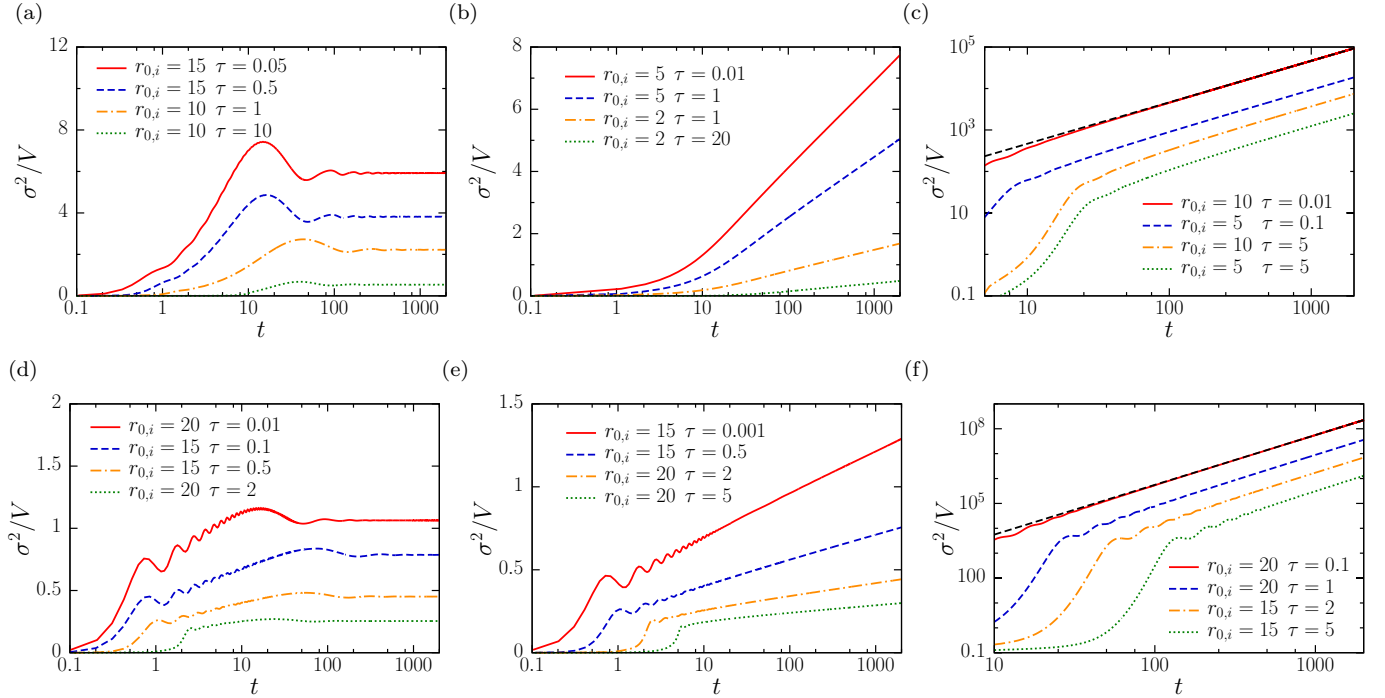 (a)
12
8
4
0
σ²/V
0.1
1
10
100
1000
t
r₀,ᵢ = 15 τ = 0.05
r₀,ᵢ = 15 τ = 0.5
r₀,ᵢ = 10 τ = 1
r₀,ᵢ = 10 τ = 10
(b)
8
6
4
2
0
σ²/V
0.1
1
10
100
1000
t
r₀,ᵢ = 5 τ = 0.01
r₀,ᵢ = 5 τ = 1
r₀,ᵢ = 2 τ = 1
r₀,ᵢ = 2 τ = 20
(c)
10⁵
10³
10
0.1
σ²/V
10
100
1000
t
r₀,ᵢ = 10 τ = 0.01
r₀,ᵢ = 5 τ = 0.1
r₀,ᵢ = 10 τ = 5
r₀,ᵢ = 5 τ = 5
(d)
2
1.5
1
0.5
0
σ²/V
0.1
1
10
100
1000
t
r₀,ᵢ = 20 τ = 0.01
r₀,ᵢ = 15 τ = 0.1
r₀,ᵢ = 15 τ = 0.5
r₀,ᵢ = 20 τ = 2
(e)
1.5
1
0.5
0
σ²/V
0.1
1
10
100
1000
t
r₀,ᵢ = 15 τ = 0.001
r₀,ᵢ = 15 τ = 0.5
r₀,ᵢ = 20 τ = 2
r₀,ᵢ = 20 τ = 5
(f)
10⁸
10⁵
100
0.1
σ²/V
10
100
1000
t
r₀,ᵢ = 20 τ = 0.1
r₀,ᵢ = 20 τ = 1
r₀,ᵢ = 15 τ = 2
r₀,ᵢ = 15 τ = 5